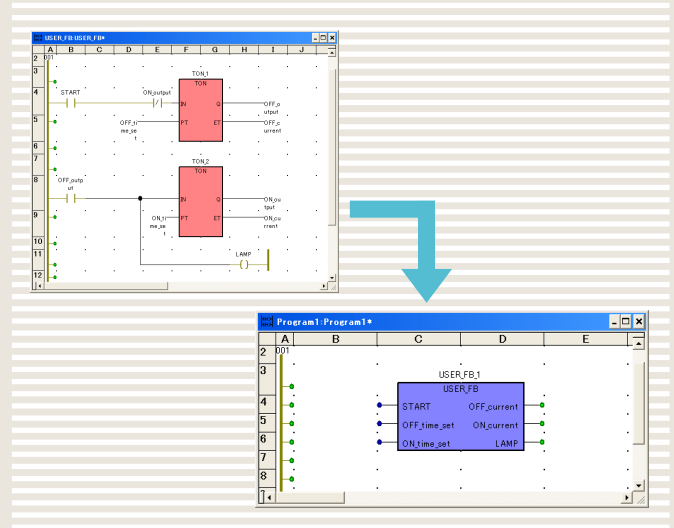 USER_FB:USER_FB*
A B C D E F G H I J
2 001
3
TON_1
TON
4 START ON_output IN Q OFF_o
utput
5 OFF_ti PT ET OFF_c
me_se urrent
t
6
7
TON_2
TON
8 OFF_outp
ut
IN Q ON_ou
tput
9 ON_ti PT ET ON_cu
me_se rrent
t
10
11 LAMP
12
Program1:Program1*
A B C D E
2 001
3
USER_FB_1
USER_FB
4 START OFF_current
5 OFF_time_set ON_current
6 ON_time_set LAMP
7
8